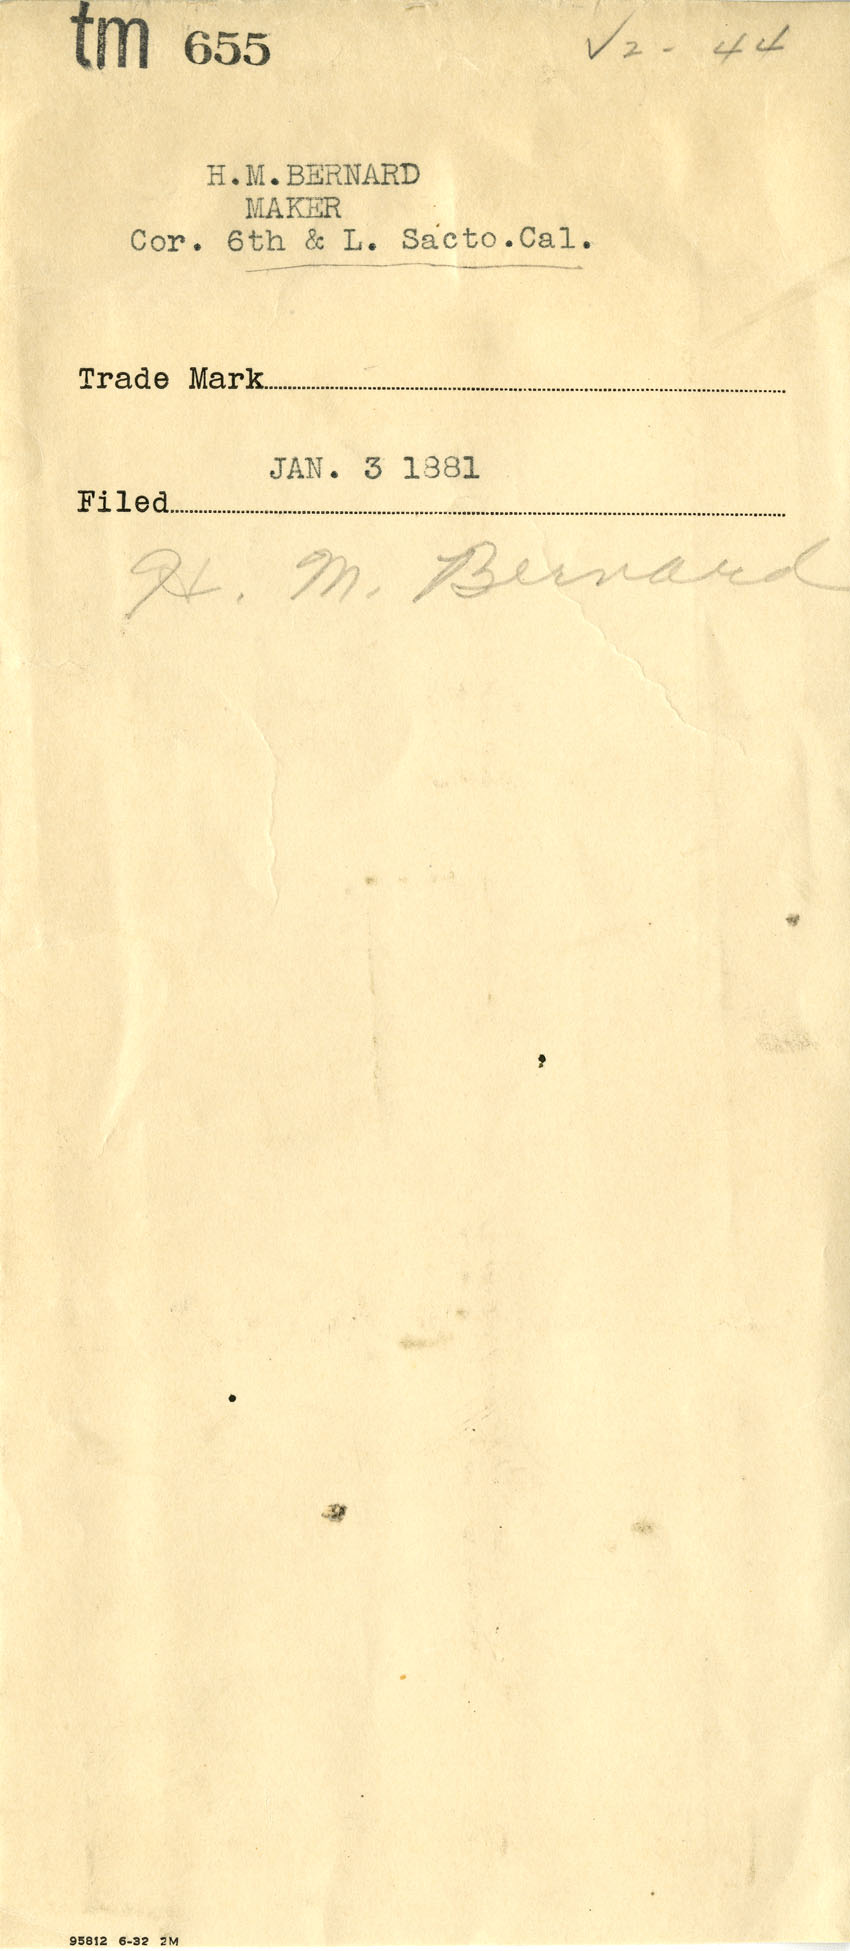 tm 655
√2-44
H.M.BERNARD
MAKER
Cor. 6th & L. Sacto.Cal.
Trade Mark
JAN. 3 1881
Filed
H. M. Bernard
95812 6-32 2M